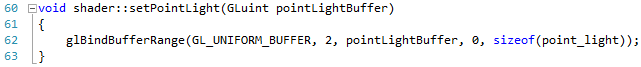 60 void shader::setPointLight(GLuint pointLightBuffer)
61 {
62 glBindBufferRange(GL_UNIFORM_BUFFER, 2, pointLightBuffer, 0, sizeof(point_light));
63 }